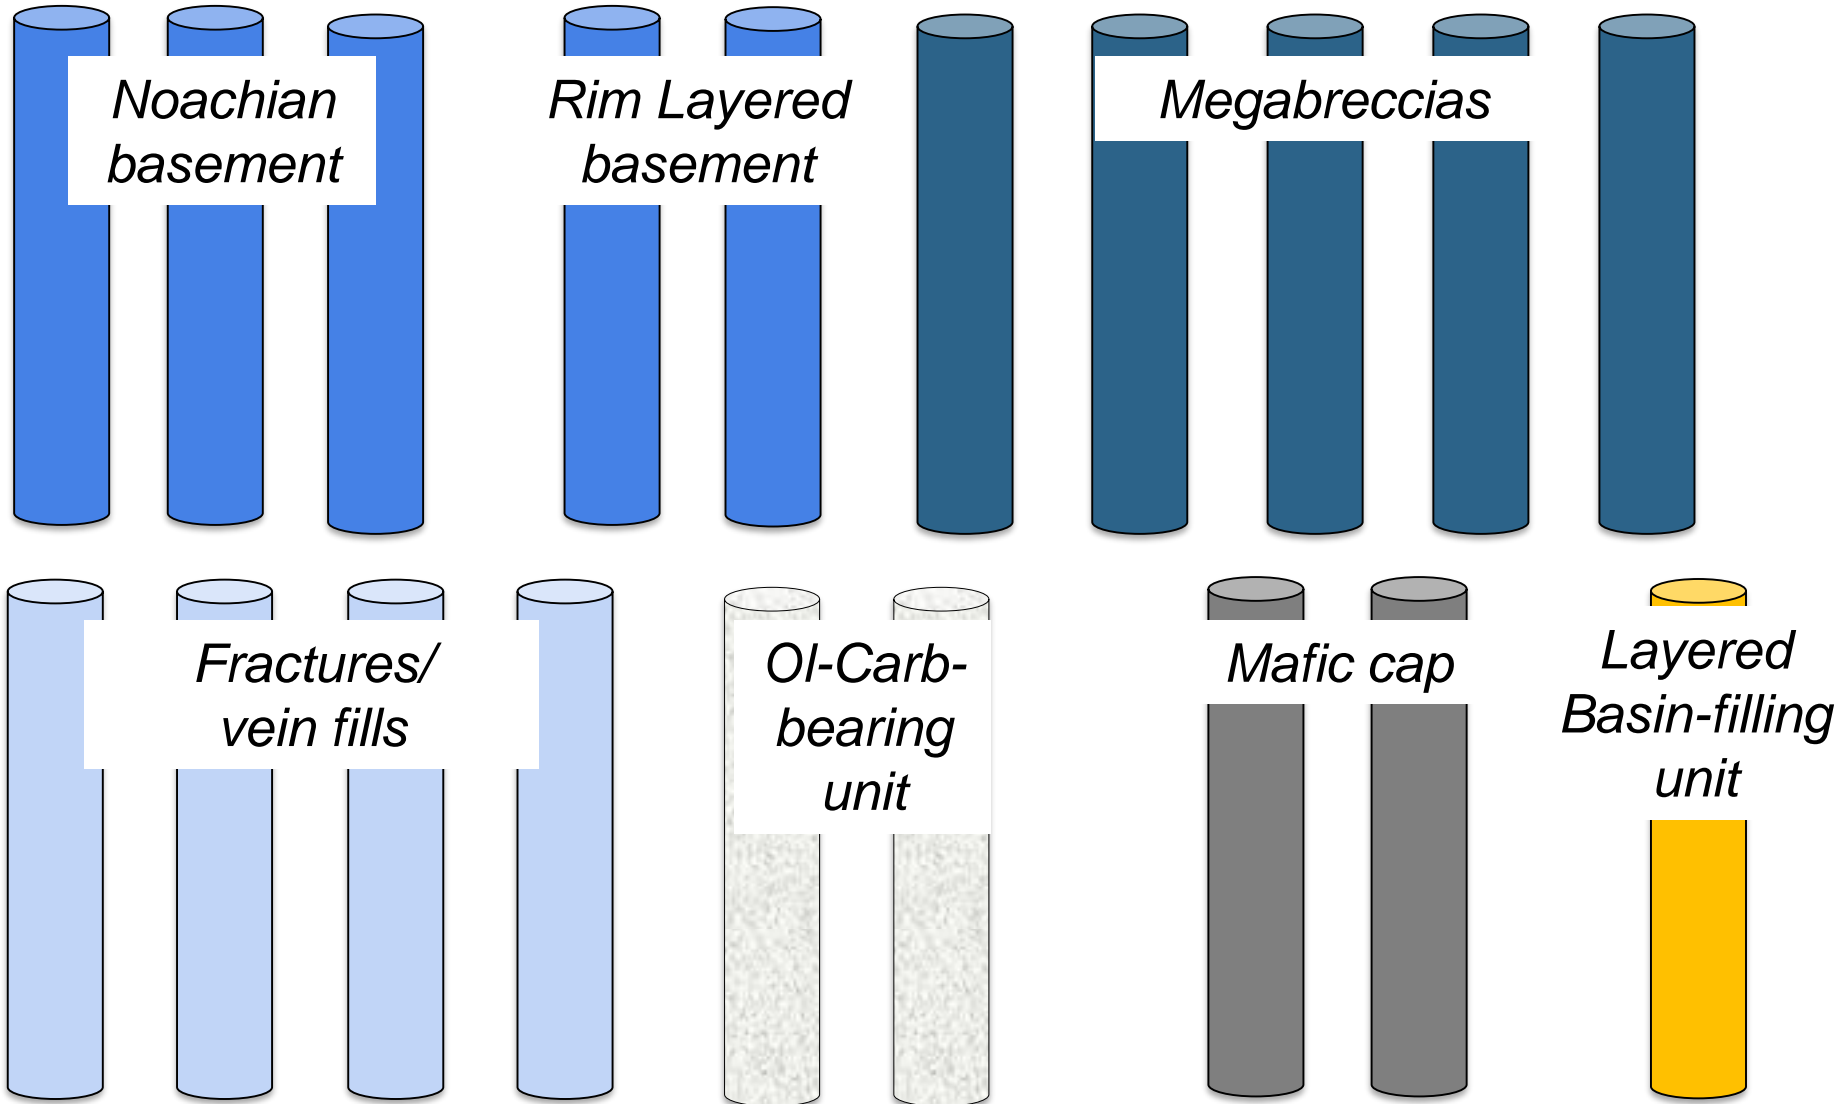 Noachian
basement
Rim Layered
basement
Megabreccias
Fractures/
vein fills
Ol-Carb-
bearing
unit
Mafic cap
Layered
Basin-filling
unit